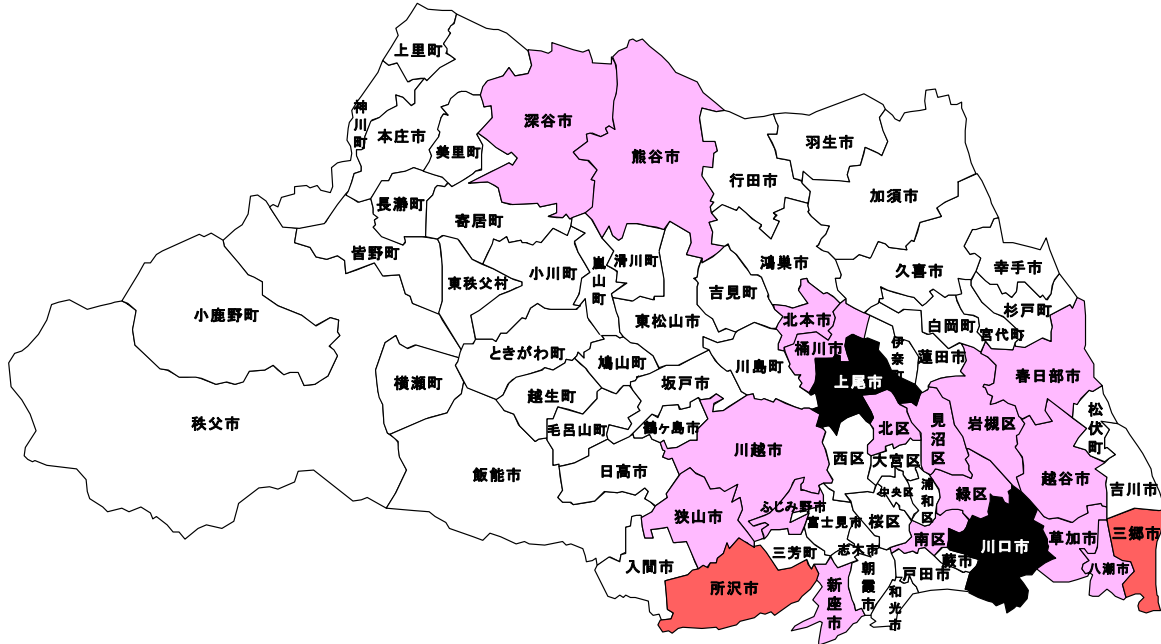 上里町
神川町
本庄市
美里町
深谷市
熊谷市
行田市
羽生市
加須市
長瀞町
寄居町
皆野町
東秩父村
小川町
嵐山町
滑川町
吉見町
鴻巣市
久喜市
幸手市
小鹿野町
東松山市
北本市
桶川市
伊奈町
白岡町
宮代町
杉戸町
蓮田市
ときがわ町
鳩山町
川島町
上尾市
春日部市
横瀬町
越生町
坂戸市
秩父市
毛呂山町
鶴ヶ島市
川越市
西区
北区
見沼区
岩槻区
松伏町
飯能市
日高市
大宮区
中央区
浦和区
緑区
越谷市
吉川市
狭山市
ふじみ野市
富士見市
桜区
南区
川口市
草加市
三郷市
入間市
三芳町
志木市
朝霞市
戸田市
蕨市
八潮市
所沢市
新座市
和光市